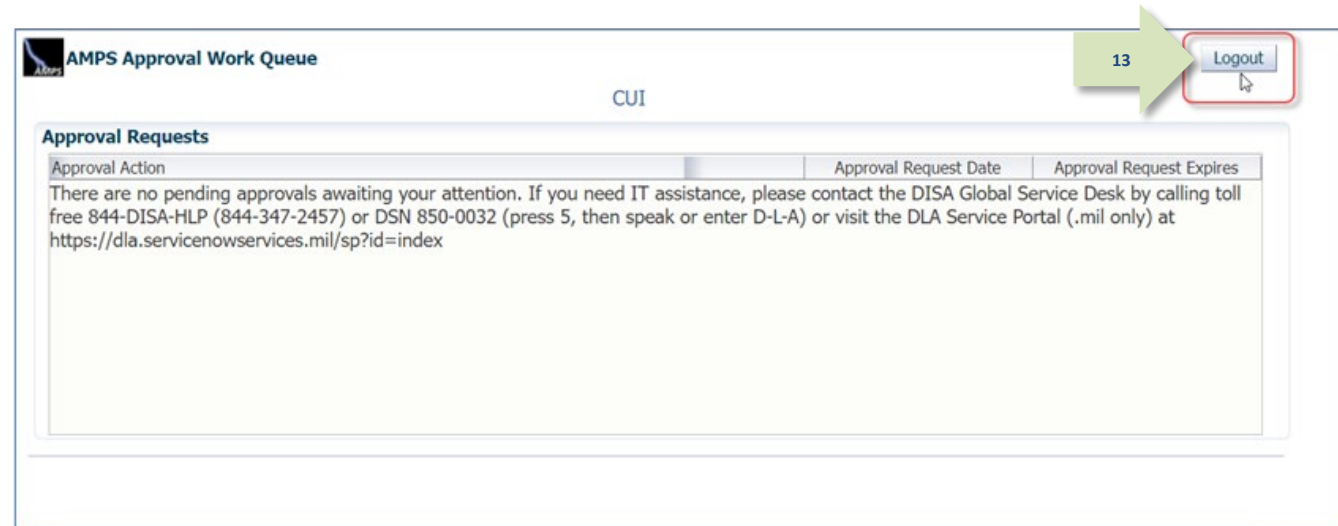 AMPS
AMPS Approval Work Queue
13
Logout
CUI
Approval Requests
Approval Action
Approval Request Date
Approval Request Expires
There are no pending approvals awaiting your attention. If you need IT assistance, please contact the DISA Global Service Desk by calling toll
free 844-DISA-HLP (844-347-2457) or DSN 850-0032 (press 5, then speak or enter D-L-A) or visit the DLA Service Portal (.mil only) at
https://dla.servicenowservices.mil/sp?id=index